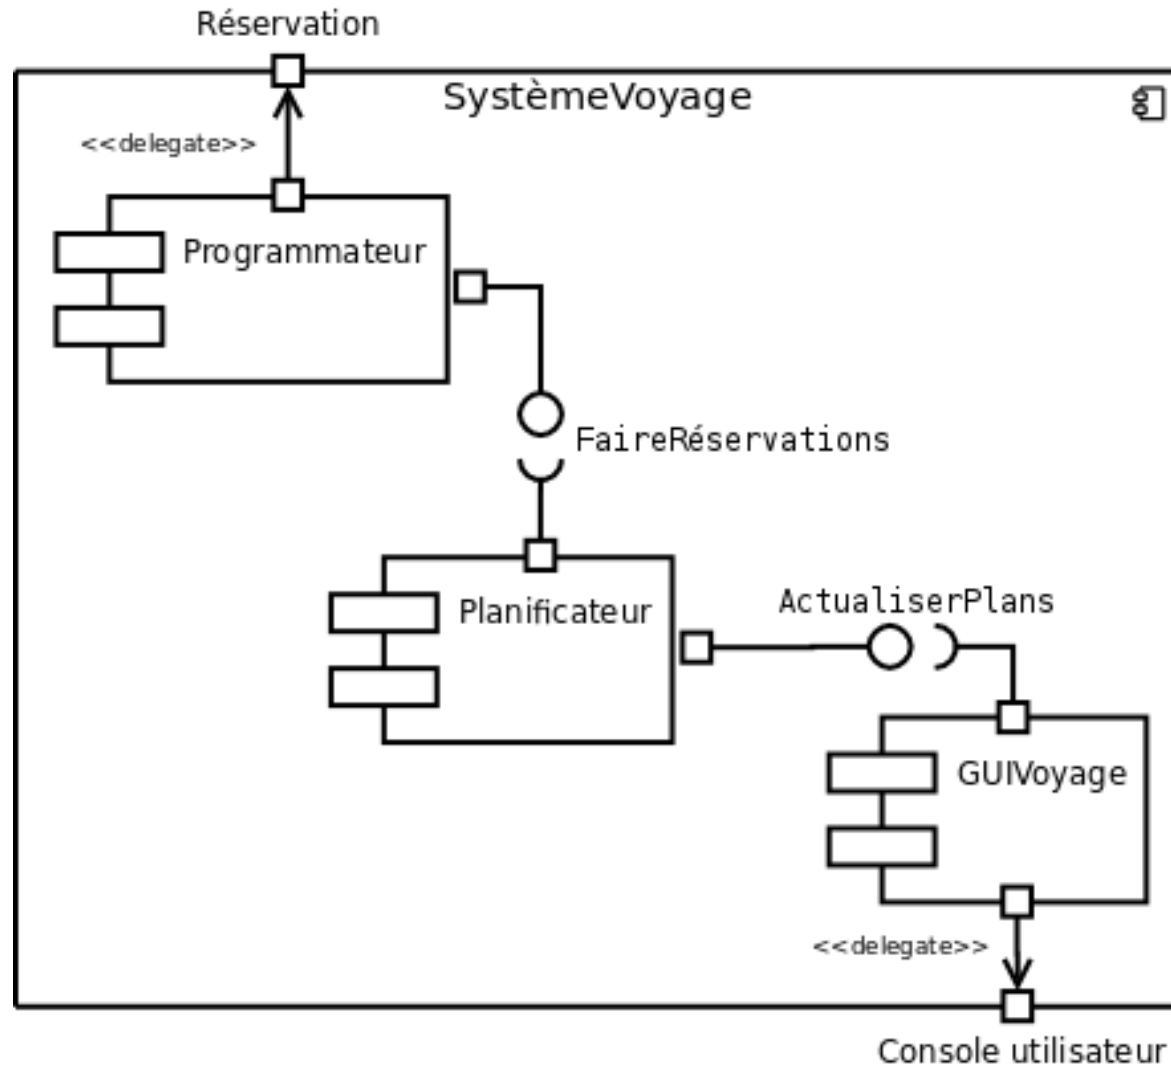 Réservation
SystèmeVoyage
<<delegate>>
Programmateur
FaireRéservations
ActualiserPlans
Planificateur
GUIVoyage
<<delegate>>
Console utilisateur